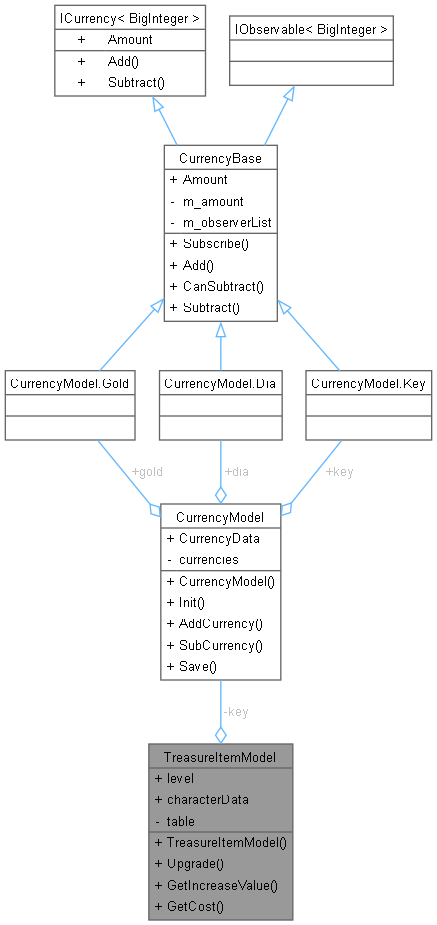 ICurrency< BigInteger >
+ Amount
+ Add()
+ Subtract()
IObservable< BigInteger >
CurrencyBase
+ Amount
- m_amount
- m_observerList
+ Subscribe()
+ Add()
+ CanSubtract()
+ Subtract()
CurrencyModel.Gold
CurrencyModel.Dia
CurrencyModel.Key
+gold
+dia
+key
CurrencyModel
+ CurrencyData
- currencies
+ CurrencyModel()
+ Init()
+ AddCurrency()
+ SubCurrency()
+ Save()
-key
TreasureItemModel
+ level
+ characterData
- table
+ TreasureItemModel()
+ Upgrade()
+ GetIncreaseValue()
+ GetCost()